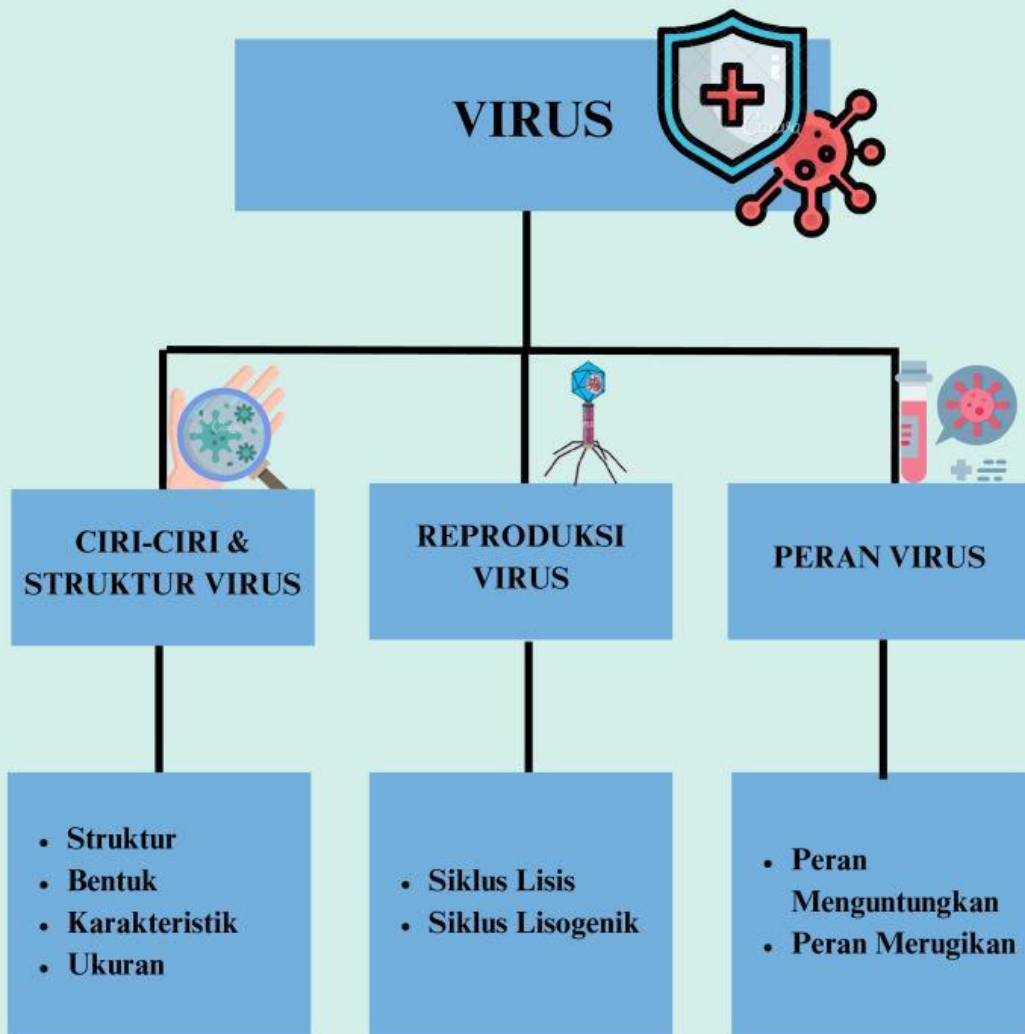 VIRUS
CIRI-CIRI &
STRUKTUR VIRUS
REPRODUKSI
VIRUS
PERAN VIRUS
• Struktur
• Bentuk
• Karakteristik
• Ukuran
• Siklus Lisis
• Siklus Lisogenik
• Peran
Menguntungkan
• Peran Merugikan